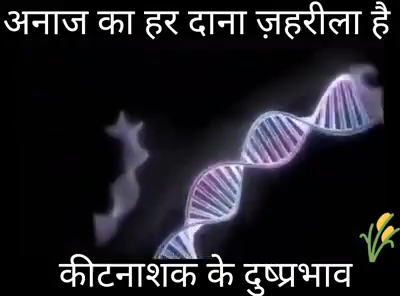 अनाज का हर दाना ज़हरीला है
कीटनाशक के दुष्प्रभाव